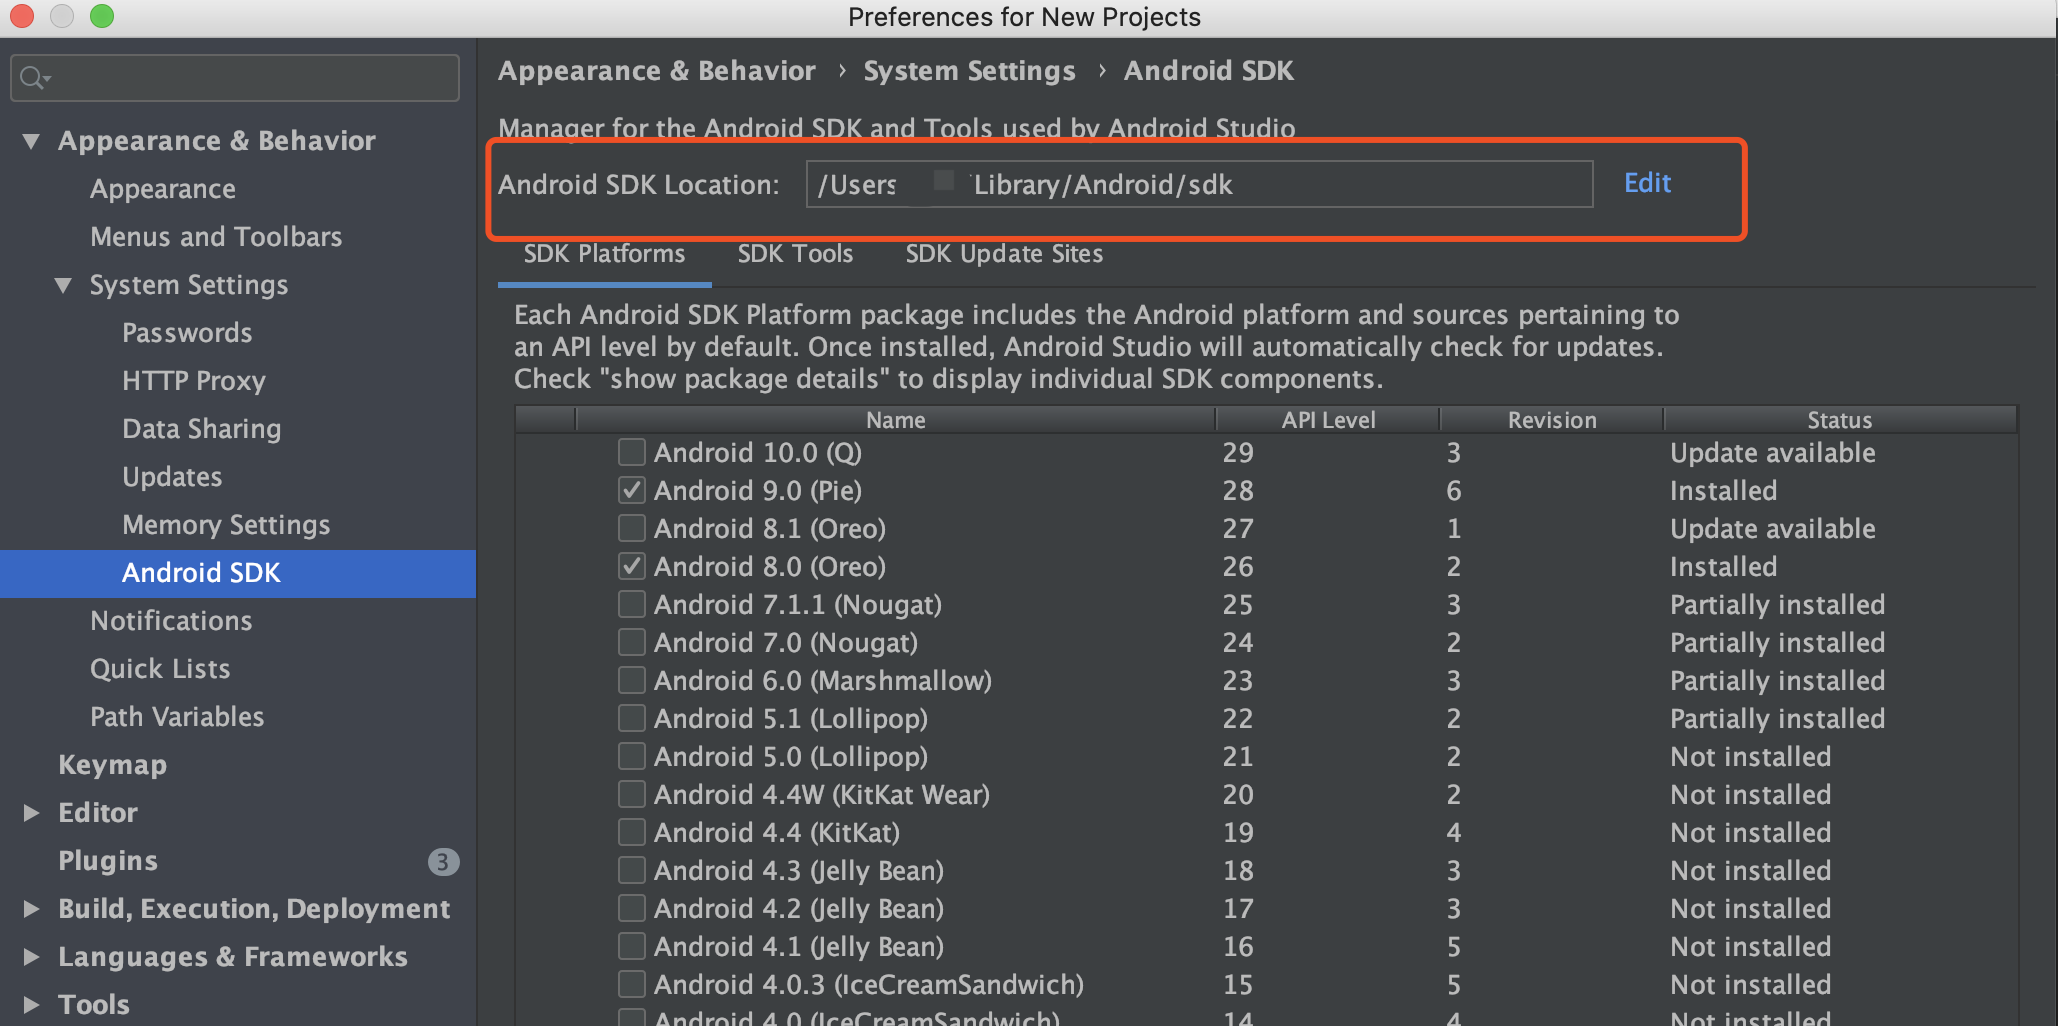 Preferences for New Projects
Appearance & Behavior
Appearance
Menus and Toolbars
System Settings
Passwords
HTTP Proxy
Data Sharing
Updates
Memory Settings
Android SDK
Notifications
Quick Lists
Path Variables
Keymap
Editor
Plugins 3
Build, Execution, Deployment
Languages & Frameworks
Tools
Appearance & Behavior › System Settings › Android SDK
Manager for the Android SDK and Tools used by Android Studio
Android SDK Location: /Users Library/Android/sdk Edit
SDK Platforms SDK Tools SDK Update Sites
Each Android SDK Platform package includes the Android platform and sources pertaining to
an API level by default. Once installed, Android Studio will automatically check for updates.
Check "show package details" to display individual SDK components.
Name API Level Revision Status
Android 10.0 (Q) 29 3 Update available
Android 9.0 (Pie) 28 6 Installed
Android 8.1 (Oreo) 27 1 Update available
Android 8.0 (Oreo) 26 2 Installed
Android 7.1.1 (Nougat) 25 3 Partially installed
Android 7.0 (Nougat) 24 2 Partially installed
Android 6.0 (Marshmallow) 23 3 Partially installed
Android 5.1 (Lollipop) 22 2 Partially installed
Android 5.0 (Lollipop) 21 2 Not installed
Android 4.4W (KitKat Wear) 20 2 Not installed
Android 4.4 (KitKat) 19 4 Not installed
Android 4.3 (Jelly Bean) 18 3 Not installed
Android 4.2 (Jelly Bean) 17 3 Not installed
Android 4.1 (Jelly Bean) 16 5 Not installed
Android 4.0.3 (IceCreamSandwich) 15 5 Not installed
Android 4.0 (IceCreamSandwich) 14 4 Not installed